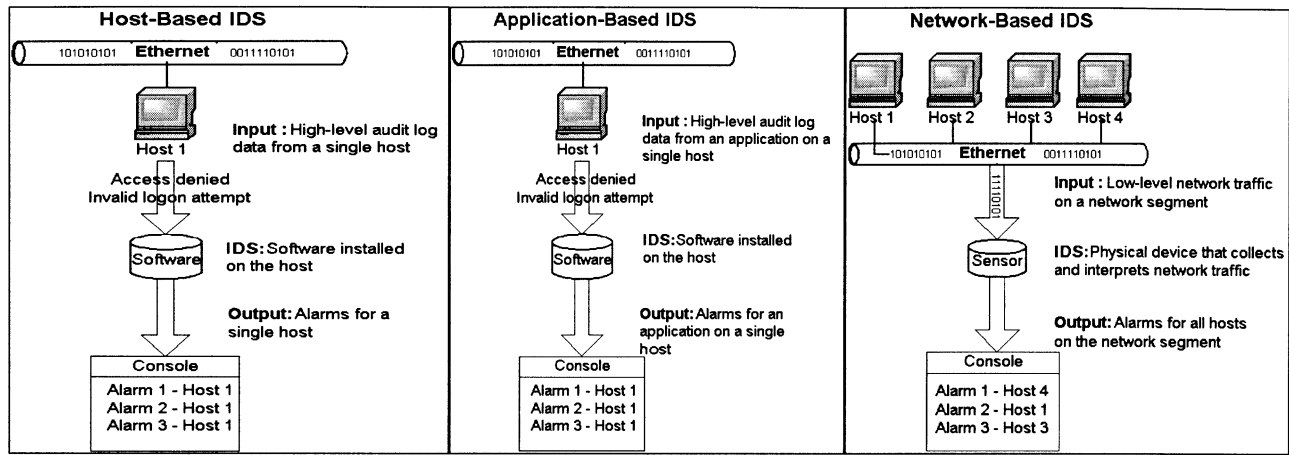 Host-Based IDS
101010101 Ethernet 0011110101
Host 1
Input : High-level audit log
data from a single host
Access denied
Invalid logon attempt
Software
IDS: Software installed
on the host
Output: Alarms for a
single host
Console
Alarm 1 - Host 1
Alarm 2 - Host 1
Alarm 3 - Host 1
Application-Based IDS
101010101 Ethernet 0011110101
Host 1
Input : High-level audit log
data from an application on a
single host
Access denied
Invalid logon attempt
Software
IDS: Software installed
on the host
Output: Alarms for an
application on a single
host
Console
Alarm 1 - Host 1
Alarm 2 - Host 1
Alarm 3 - Host 1
Network-Based IDS
Host 1 Host 2 Host 3 Host 4
101010101 Ethernet 0011110101
11110101
Input : Low-level network traffic
on a network segment
Sensor
IDS: Physical device that collects
and interprets network traffic
Output: Alarms for all hosts
on the network segment
Console
Alarm 1 - Host 4
Alarm 2 - Host 1
Alarm 3 - Host 3